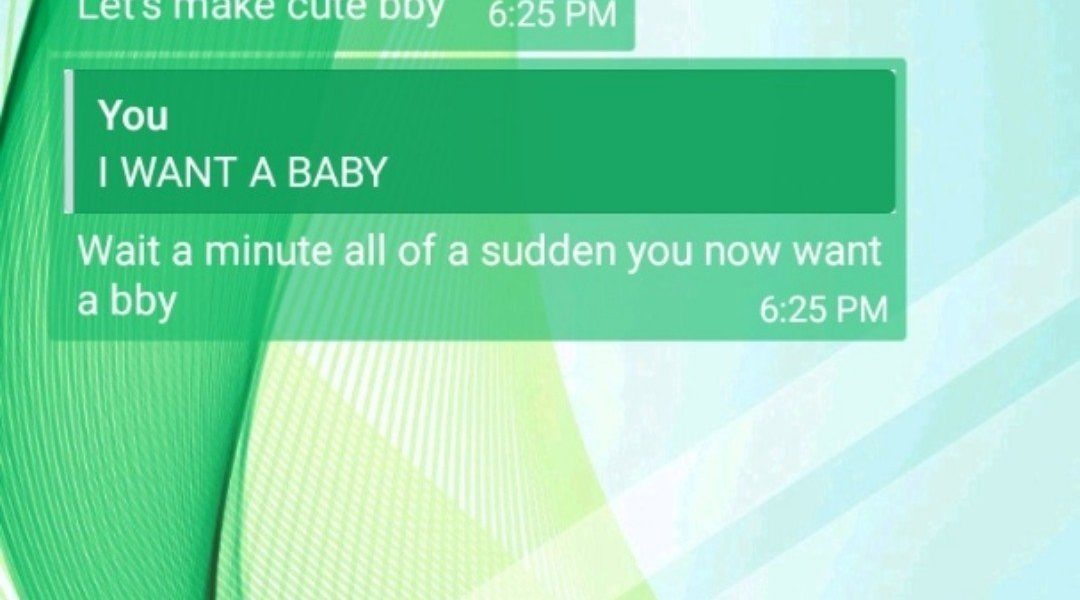 Let's make cute bby 6:25 PM
You
I WANT A BABY
Wait a minute all of a sudden you now want
a bby 6:25 PM